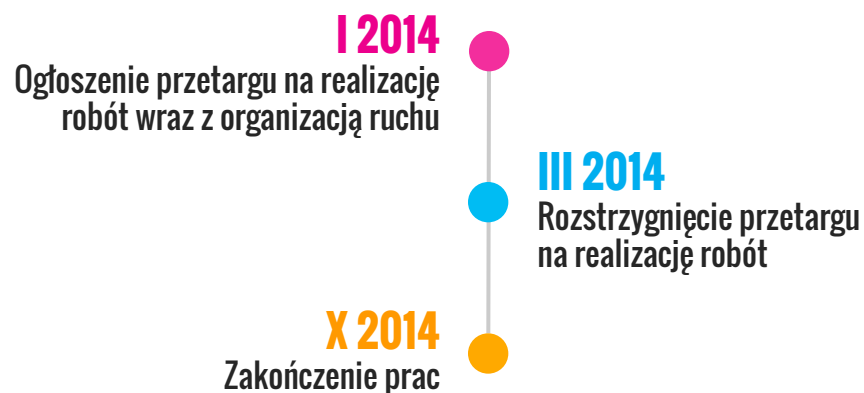 I 2014
Ogłoszenie przetargu na realizację
robót wraz z organizacją ruchu
III 2014
Rozstrzygnięcie przetargu
na realizację robót
X 2014
Zakończenie prac